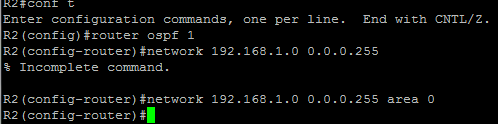 R2#conf t
Enter configuration commands, one per line.  End with CNTL/Z.
R2(config)#router ospf 1
R2(config-router)#network 192.168.1.0 0.0.0.255
% Incomplete command.
R2(config-router)#network 192.168.1.0 0.0.0.255 area 0
R2(config-router)#